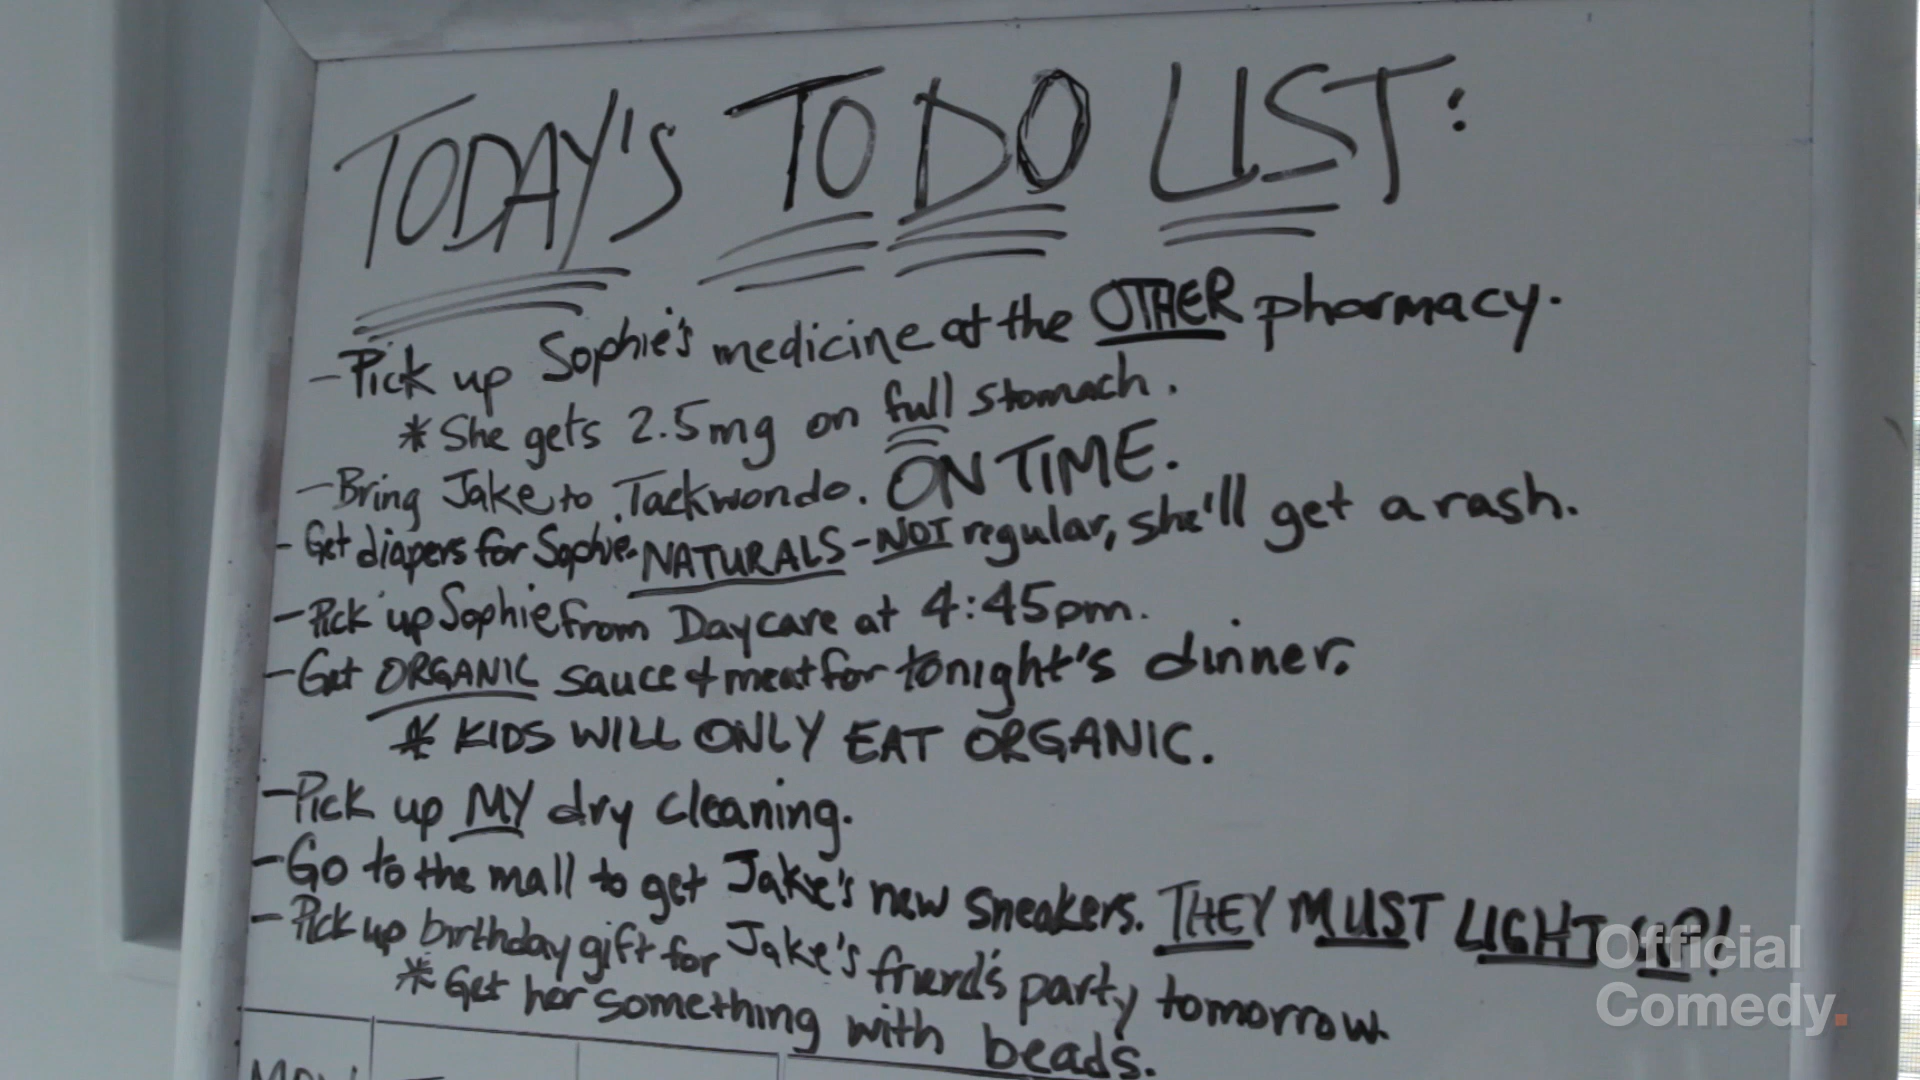 TODAY'S TO DO LIST:
-Pick up Sophie's medicine at the OTHER pharmacy.
* She gets 2.5mg on full stomach.
-Bring Jake to Taekwondo. ON TIME.
- Get diapers for Sophie-NATURALS-NOT regular, she'll get a rash.
-Pick up Sophie from Daycare at 4:45pm.
-Get ORGANIC sauce & meat for tonight's dinner.
* KIDS WILL ONLY EAT ORGANIC.
-Pick up MY dry cleaning.
-Go to the mall to get Jake's new sneakers. THEY MUST LIGHT UP!
- Pick up birthday gift for Jake's friend's party tomorrow.
* Get her something with beads.
Official
Comedy.